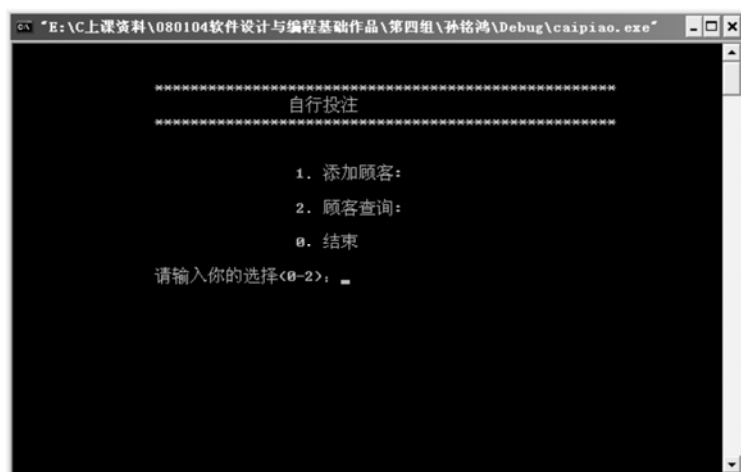 "E:\C上课资料\080104软件设计与编程基础作品\第四组\孙铭鸿\Debug\caipiao.exe"
****************************************************
自行投注
****************************************************
1. 添加顾客:
2. 顾客查询:
0. 结束
请输入你的选择<0-2>: _